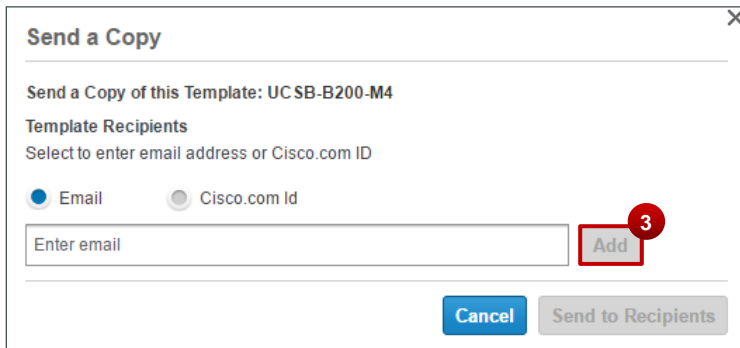 Send a Copy
Send a Copy of this Template: UCSB-B200-M4
Template Recipients
Select to enter email address or Cisco.com ID
Email Cisco.com Id
Enter email Add 3
Cancel Send to Recipients